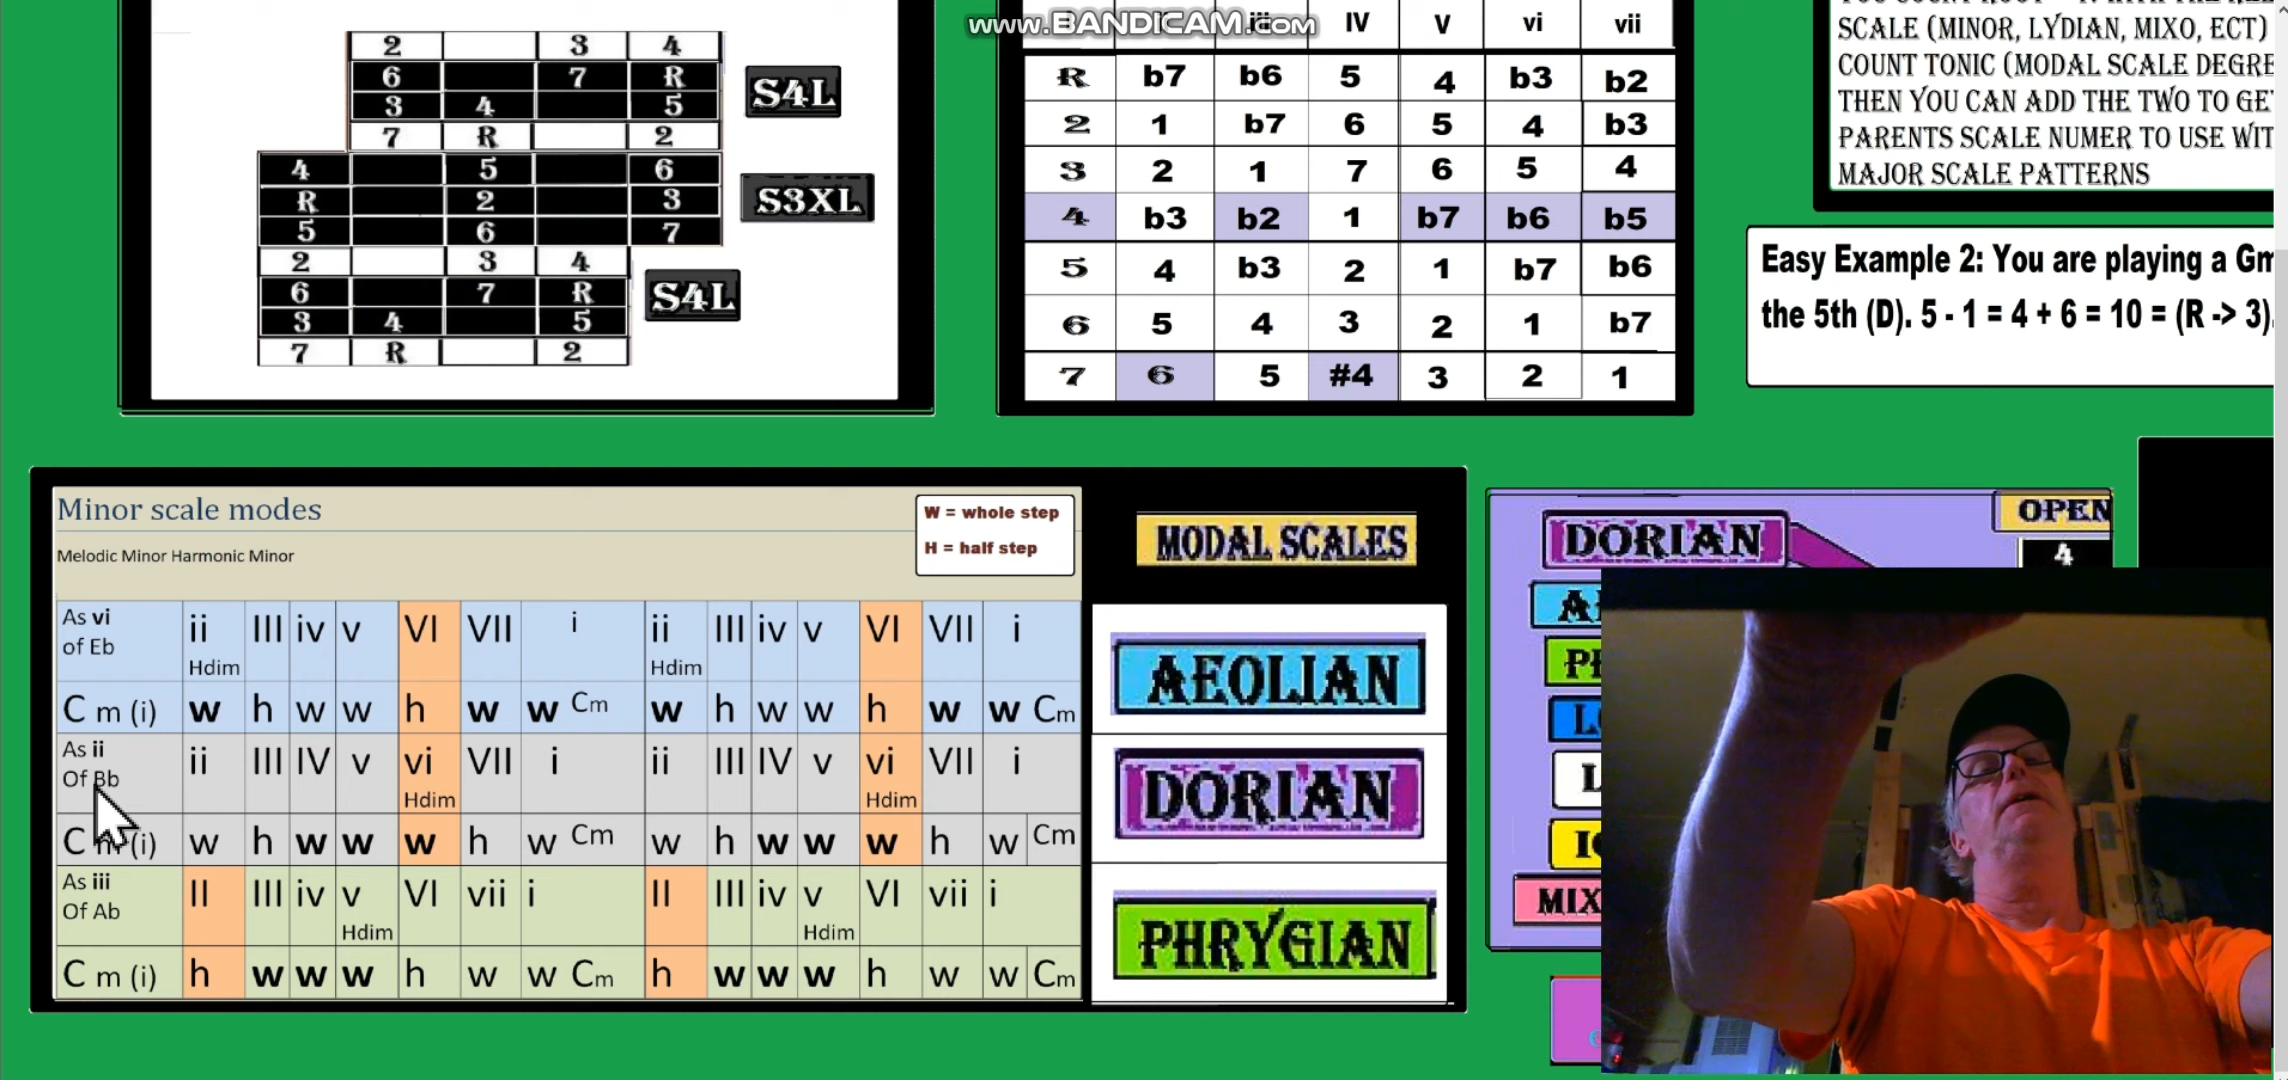 www.BANDICAM.com
2 3 4
6 7 R
3 4 5
7 R 2
4 5 6
R 2 3
5 6 7
2 3 4
6 7 R
3 4 5
7 R 2
S4L
S3XL
S4L
iii IV V vi vii
R b7 b6 5 4 b3 b2
2 1 b7 6 5 4 b3
3 2 1 7 6 5 4
4 b3 b2 1 b7 b6 b5
5 4 b3 2 1 b7 b6
6 5 4 3 2 1 b7
7 6 5 #4 3 2 1
SCALE (MINOR, LYDIAN, MIXO, ECT)
COUNT TONIC (MODAL SCALE DEGRE
THEN YOU CAN ADD THE TWO TO GE
PARENTS SCALE NUMER TO USE WIT
MAJOR SCALE PATTERNS
Easy Example 2: You are playing a Gm
the 5th (D). 5 - 1 = 4 + 6 = 10 = (R -> 3).
Minor scale modes
Melodic Minor Harmonic Minor
W = whole step
H = half step
As vi
of Eb
ii III iv v VI VII i ii III iv v VI VII i
Hdim Hdim
C m (i) w h w w h w w Cm w h w w h w w Cm
As ii
Of Bb
ii III IV v vi VII i ii III IV v vi VII i
Hdim Hdim
C m (i) w h w w w h w Cm w h w w w h w Cm
As iii
Of Ab
II III iv v VI vii i II III iv v VI vii i
Hdim Hdim
C m (i) h w w w h w w Cm h w w w h w w Cm
MODAL SCALES
AEOLIAN
DORIAN
PHRYGIAN
DORIAN
OPEN
4
MIX